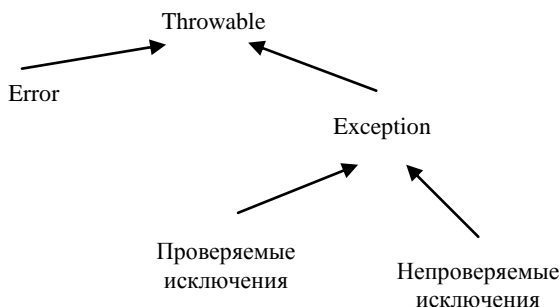 Throwable
Error
Exception
Проверяемые
исключения
Непроверяемые
исключения